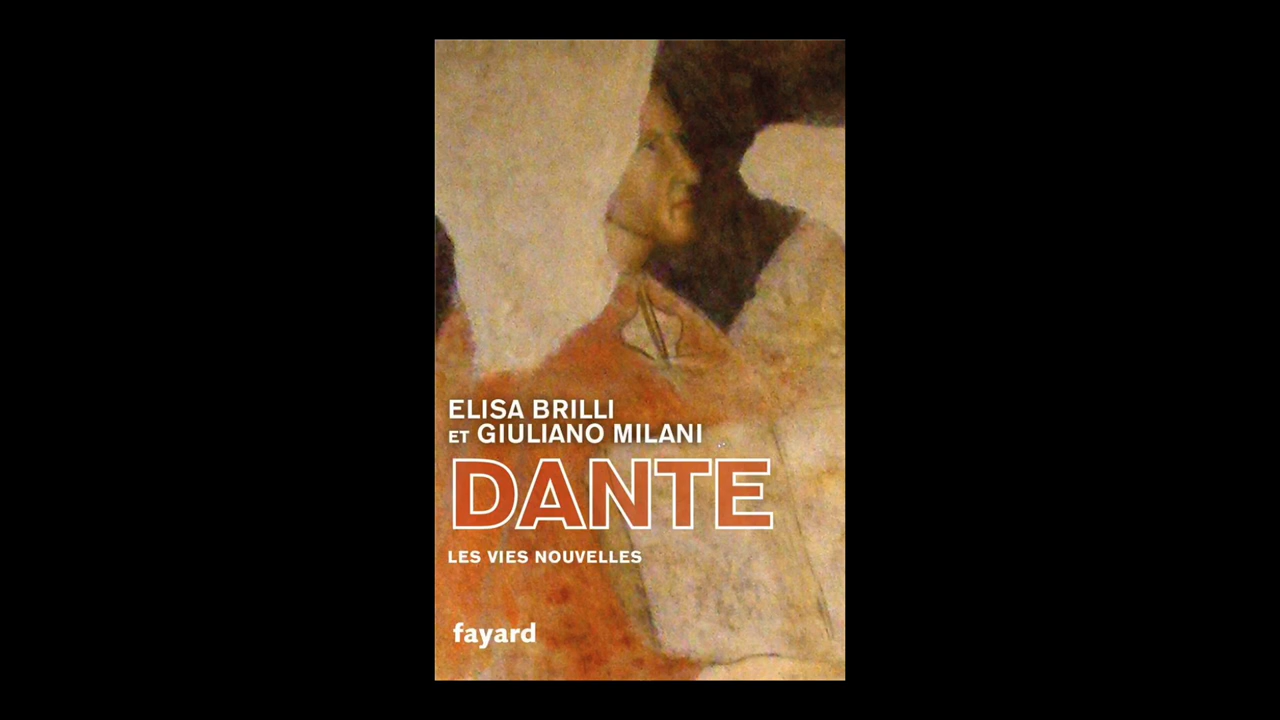 ELISA BRILLI
ET GIULIANO MILANI
DANTE
LES VIES NOUVELLES
fayard